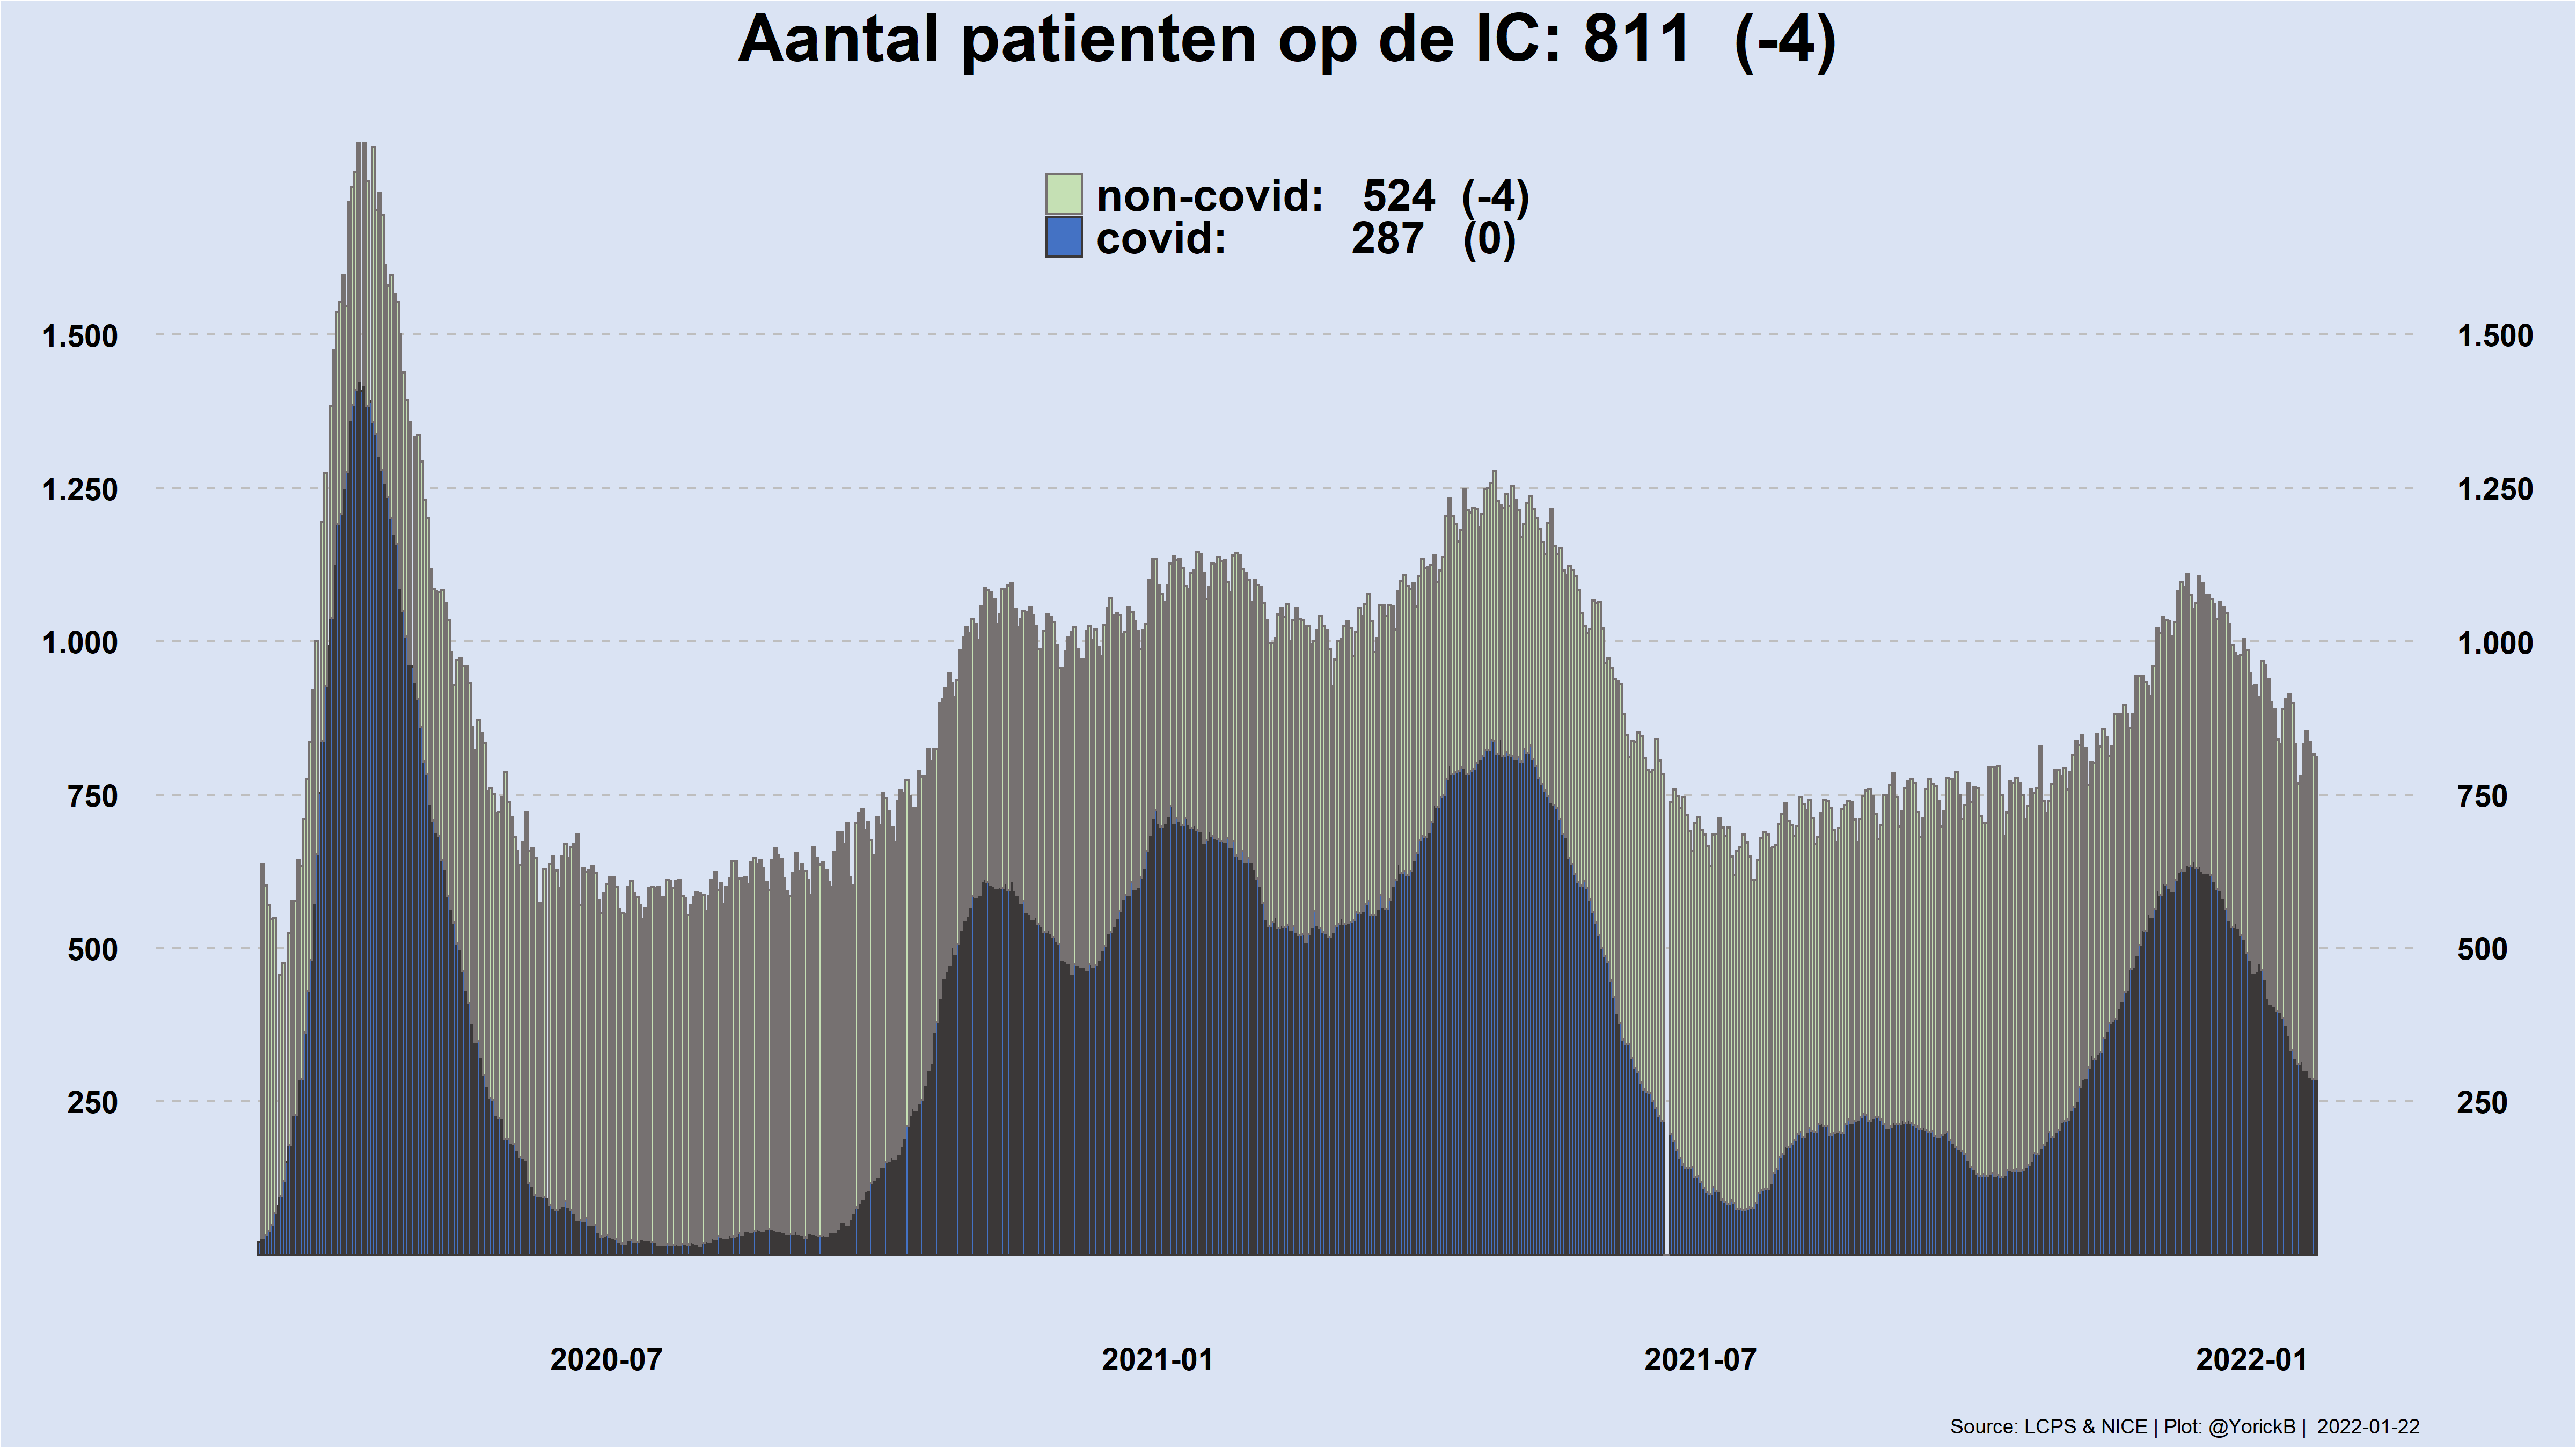 Aantal patienten op de IC: 811 (-4)
non-covid: 524 (-4)
covid: 287 (0)
1.500 1.500
1.250 1.250
1.000 1.000
750 750
500 500
250 250
2020-07 2021-01 2021-07 2022-01
Source: LCPS & NICE | Plot: @YorickB | 2022-01-22